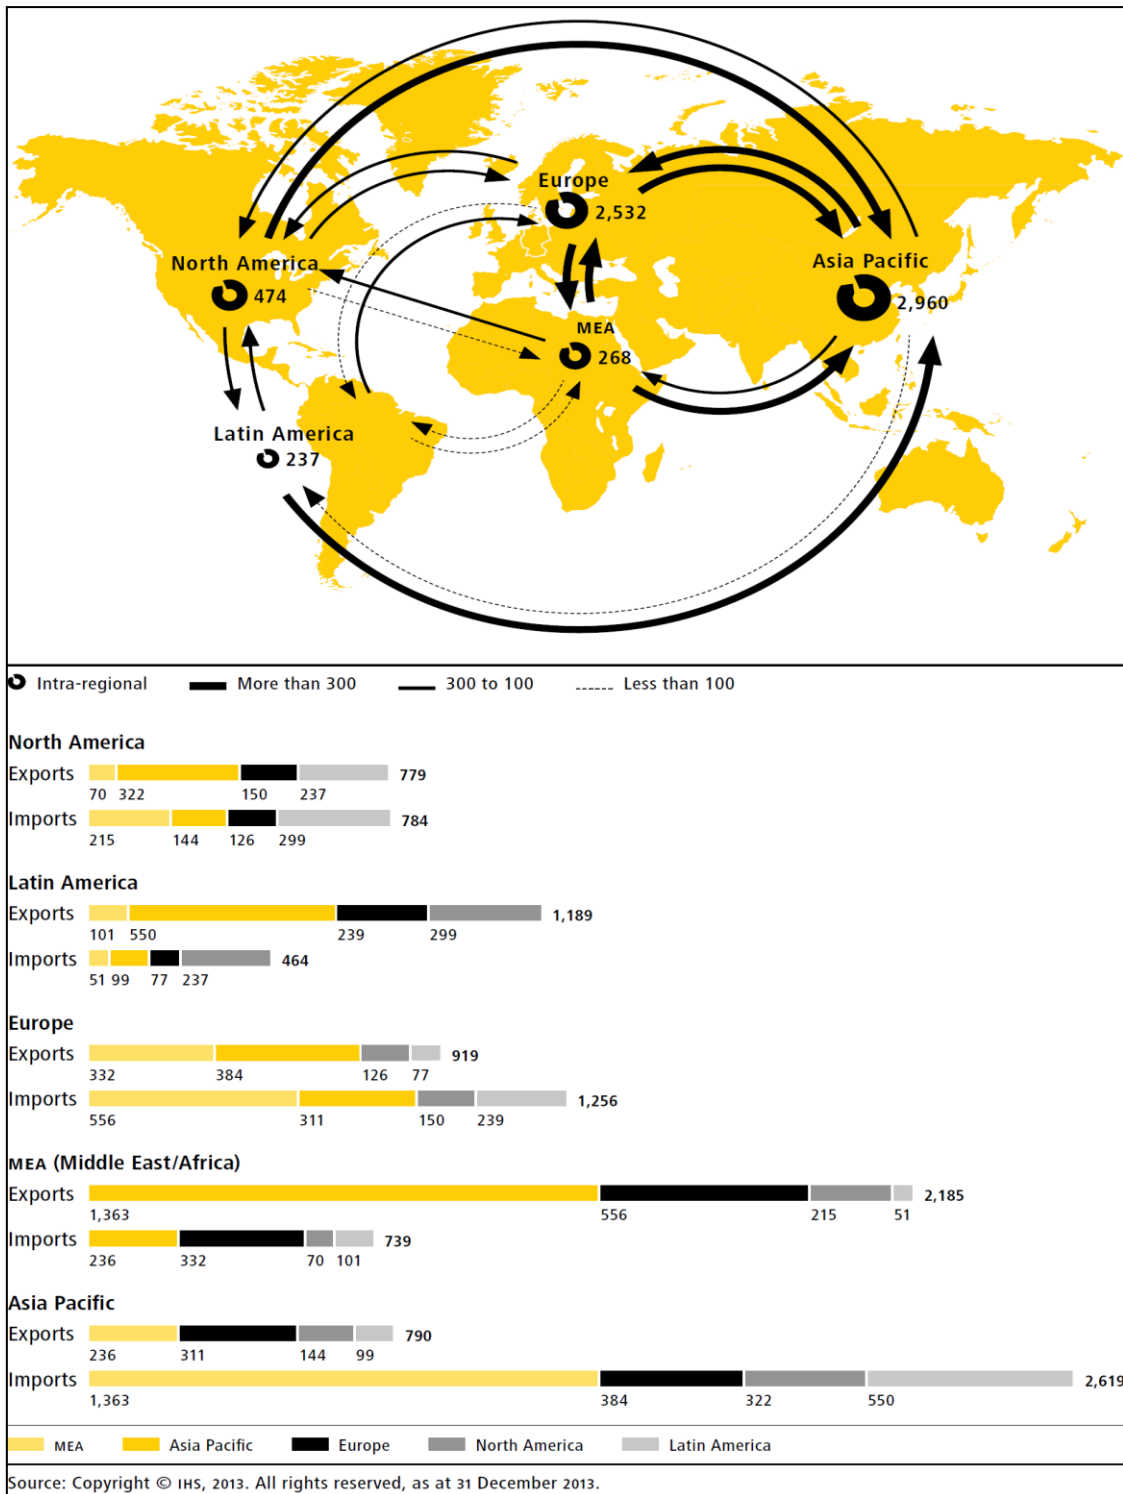 Europe
2,532
North America
474
Asia Pacific
2,960
MEA
268
Latin America
237
Intra-regional More than 300 300 to 100 Less than 100
North America
Exports 779
70 322 150 237
Imports 784
215 144 126 299
Latin America
Exports 1,189
101 550 239 299
Imports 464
51 99 77 237
Europe
Exports 919
332 384 126 77
Imports 1,256
556 311 150 239
MEA (Middle East/Africa)
Exports 2,185
1,363 556 215 51
Imports 739
236 332 70 101
Asia Pacific
Exports 790
236 311 144 99
Imports 2,619
1,363 384 322 550
MEA Asia Pacific Europe North America Latin America
Source: Copyright © IHS, 2013. All rights reserved, as at 31 December 2013.